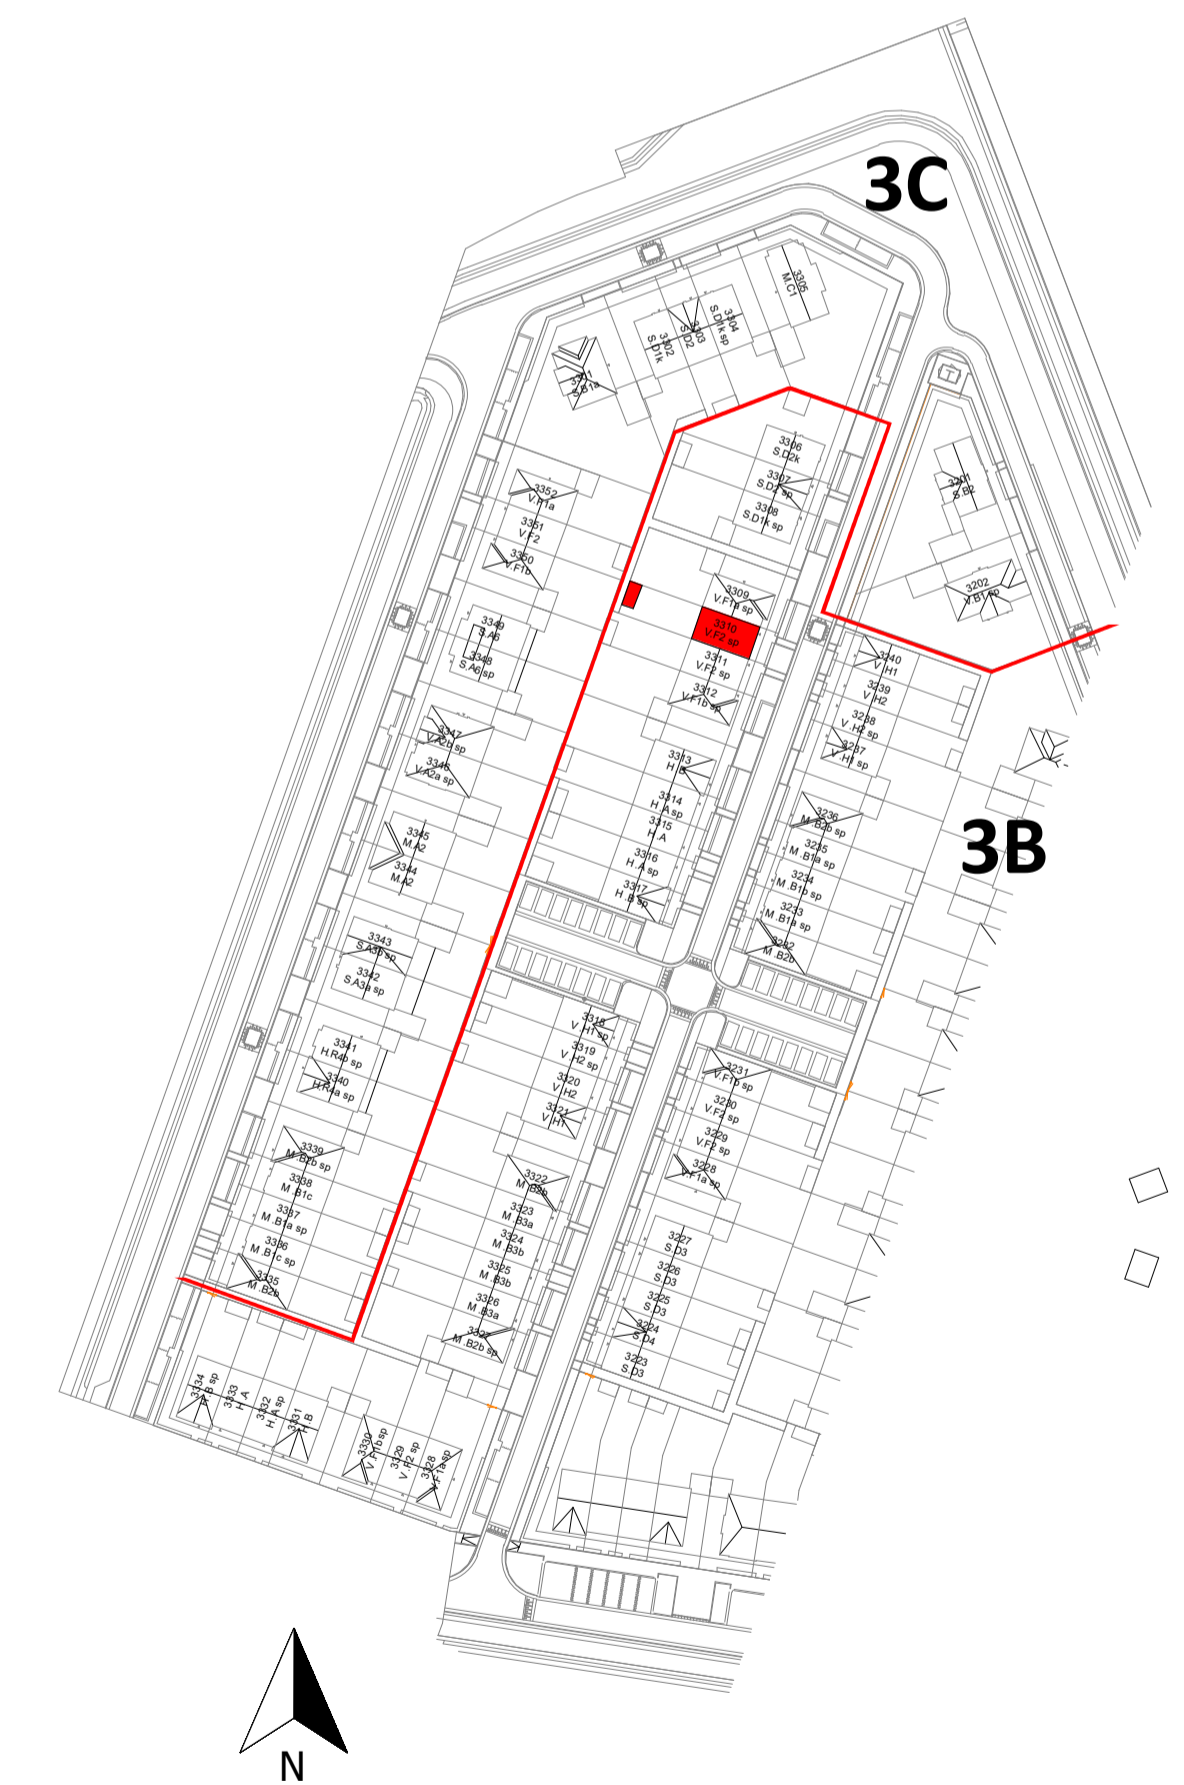 3C
3305
M.C1
3304
S.D1k sp
3303
S.D2
3302
S.D1k
3301
S.B1a
3306
S.D2k
3307
S.D2 sp
3308
S.D1k sp
3201
S.B2
3202
V.B1 sp
3352
V.F1a
3351
V.F2
3350
V.F1b
3309
V.F1a sp
3310
V.F2 sp
3311
V.F2 sp
3312
V.F1b sp
3349
S.A6
3348
S.A6 sp
3240
V.H1
3239
V.H2
3238
V.H2 sp
3237
V.H1 sp
3347
V.A2b sp
3346
V.A2a sp
3313
H.B
3314
H.A sp
3315
H.A
3316
H.A sp
3317
H.B sp
3B
3236
M.B2b sp
3235
M.B1a sp
3234
M.B1b sp
3233
M.B1a sp
3232
M.B2b
3345
M.A2
3344
M.A2
3343
S.A3b sp
3342
S.A3a sp
3341
H.R4b sp
3340
H.R4a sp
3318
V.H1 sp
3319
V.H2 sp
3320
V.H2
3321
V.H1
3231
V.F1b sp
3230
V.F2 sp
3229
V.F2 sp
3228
V.F1a sp
3339
M.B2b sp
3338
M.B1c
3337
M.B1a sp
3336
M.B1c sp
3335
M.B2b
3322
M.B2b
3323
M.B3a
3324
M.B3b
3325
M.B3b
3326
M.B3a
3327
M.B2b sp
3227
S.D3
3226
S.D3
3225
S.D3
3224
S.D4
3223
S.D3
3334
H.B sp
3333
H.A
3332
H.A sp
3331
H.B
3330
V.F1b sp
3329
V.F2 sp
3328
V.F1a sp
N